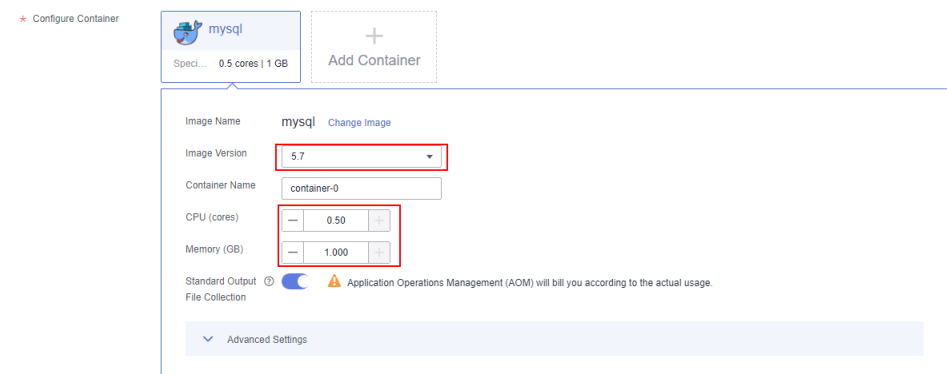 * Configure Container
mysql
Speci... 0.5 cores | 1 GB
+
Add Container
Image Name mysql Change Image
Image Version 5.7
Container Name container-0
CPU (cores) — 0.50 +
Memory (GB) — 1.000 +
Standard Output ? Application Operations Management (AOM) will bill you according to the actual usage.
File Collection
Advanced Settings